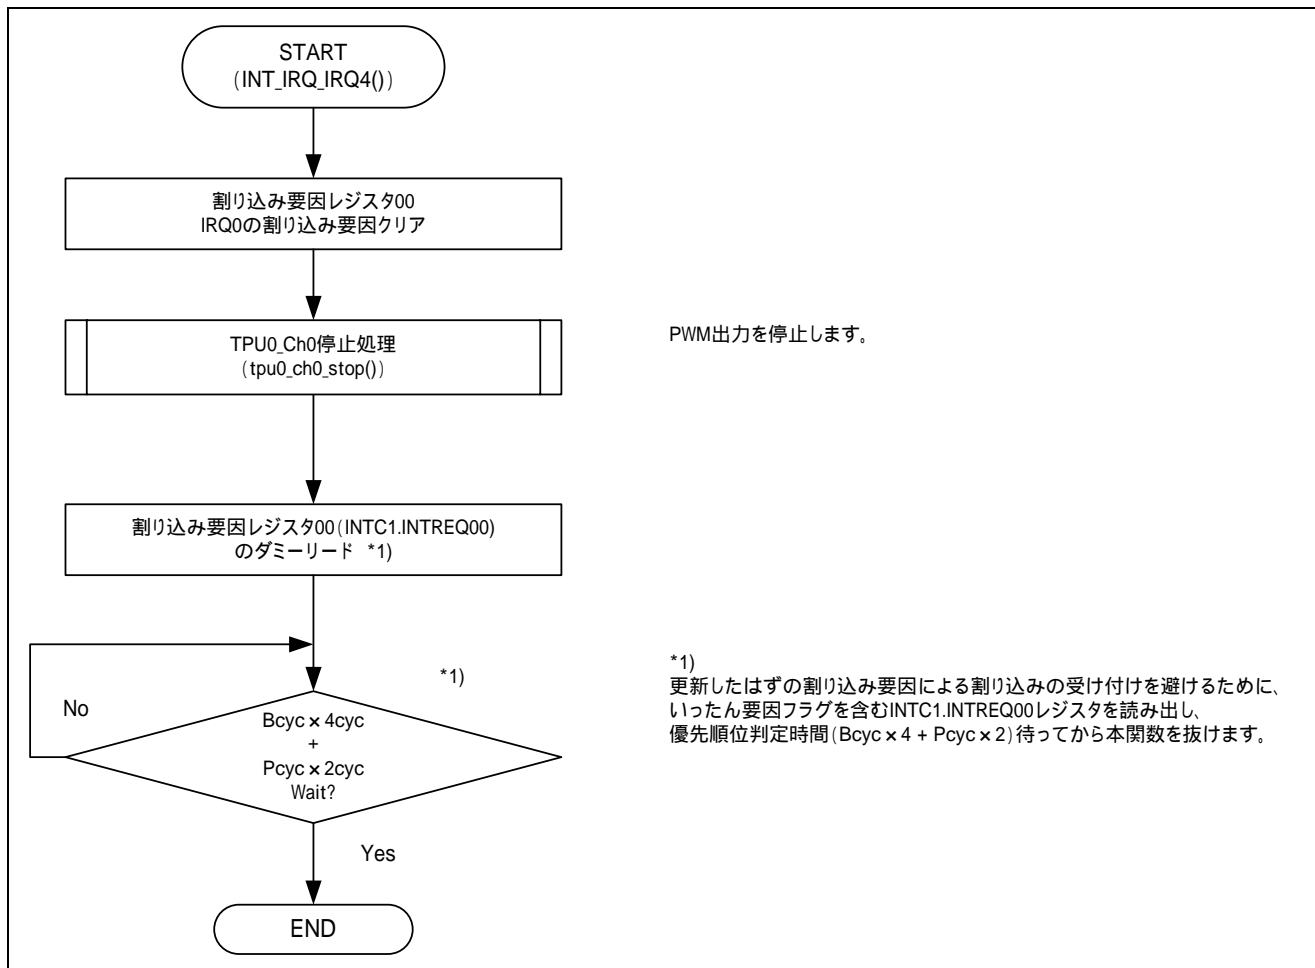 START
(INT_IRQ_IRQ4())
割り込み要因レジスタ00
IRQ0の割り込み要因クリア
TPU0_Ch0停止処理
(tpu0_ch0_stop())
PWM出力を停止します。
割り込み要因レジスタ00(INTC1.INTREQ00)
のダミーリード *1)
*1)
No
Bcyc×4cyc
+
Pcyc×2cyc
Wait?
*1)
更新したはずの割り込み要因による割り込みの受け付けを避けるために、
いったん要因フラグを含むINTC1.INTREQ00レジスタを読み出し、
優先順位判定時間(Bcyc×4 + Pcyc×2)待ってから本関数を抜けます。
Yes
END